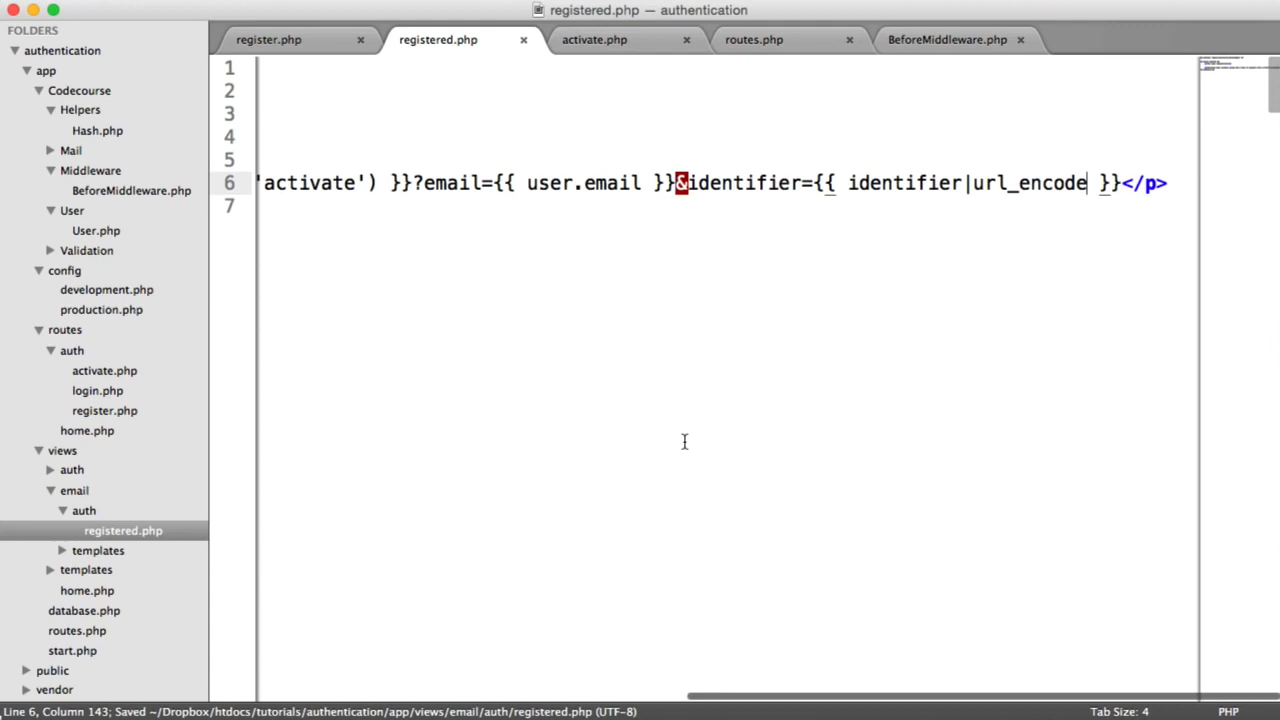 registered.php — authentication
FOLDERS
authentication
app
Codecourse
Helpers
Hash.php
Mail
Middleware
BeforeMiddleware.php
User
User.php
Validation
config
development.php
production.php
routes
auth
activate.php
login.php
register.php
home.php
views
auth
email
auth
registered.php
templates
templates
home.php
database.php
routes.php
start.php
public
vendor
register.php × registered.php × activate.php × routes.php × BeforeMiddleware.php ×
1
2
3
4
5
6 'activate') }}?email={{ user.email }}&identifier={{ identifier|url_encode }}</p>
7
Line 6, Column 143; Saved ~/Dropbox/htdocs/tutorials/authentication/app/views/email/auth/registered.php (UTF-8) Tab Size: 4 PHP